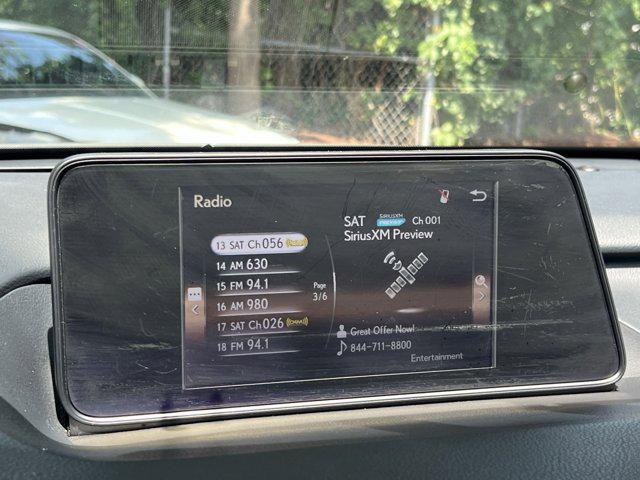 Radio
13 SAT Ch 056
14 AM 630
15 FM 94.1
16 AM 980
17 SAT Ch 026
18 FM 94.1
Page
3/6
SAT SIRIUSXM Ch 001
SiriusXM Preview
Great Offer Now!
844-711-8800
Entertainment